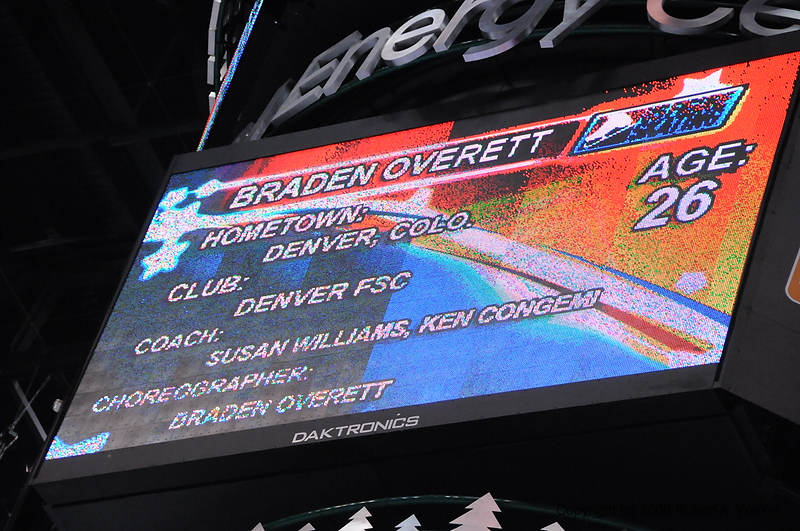 Energy Ce
BRADEN OVERETT
AGE:
26
HOMETOWN:
DENVER, COLO.
CLUB:
DENVER FSC
COACH:
SUSAN WILLIAMS, KEN CONGEMI
CHOREOGRAPHER:
BRADEN OVERETT
DAKTRONICS